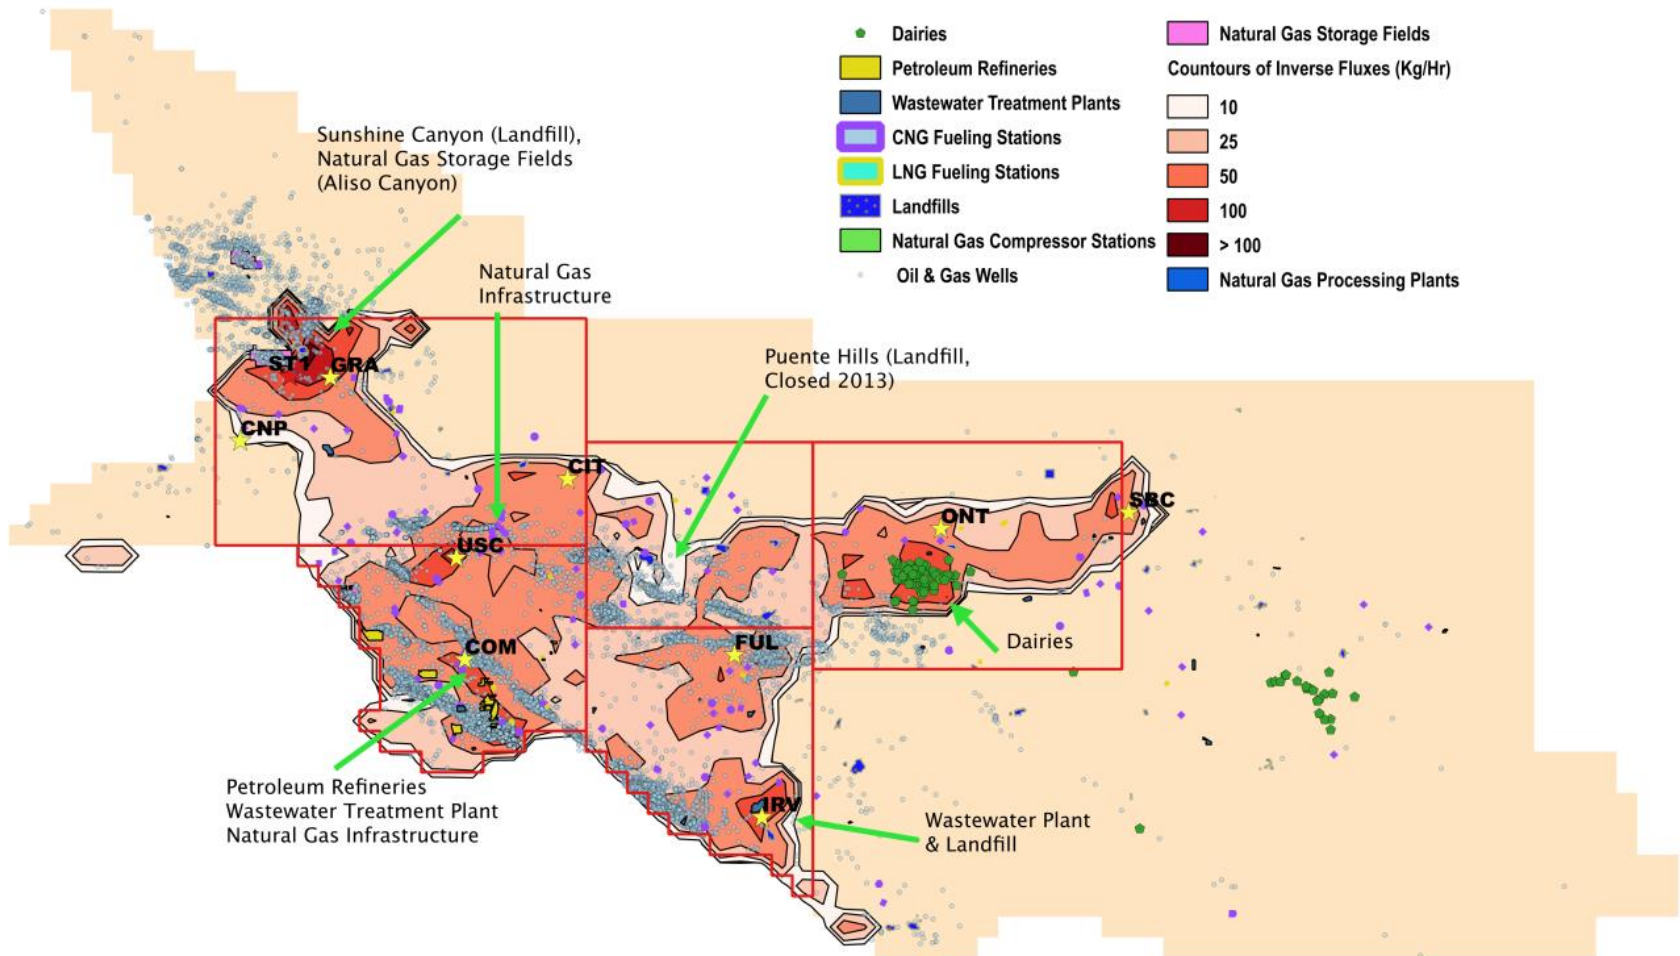 Dairies
Petroleum Refineries
Wastewater Treatment Plants
CNG Fueling Stations
LNG Fueling Stations
Landfills
Natural Gas Compressor Stations
Oil & Gas Wells
Natural Gas Storage Fields
Countours of Inverse Fluxes (Kg/Hr)
10
25
50
100
> 100
Natural Gas Processing Plants
Sunshine Canyon (Landfill),
Natural Gas Storage Fields
(Aliso Canyon)
Natural Gas
Infrastructure
Puente Hills (Landfill,
Closed 2013)
ST1
GRA
CNP
CIT
SBC
ONT
USC
Dairies
COM
FUL
Petroleum Refineries
Wastewater Treatment Plant
Natural Gas Infrastructure
IRV
Wastewater Plant
& Landfill